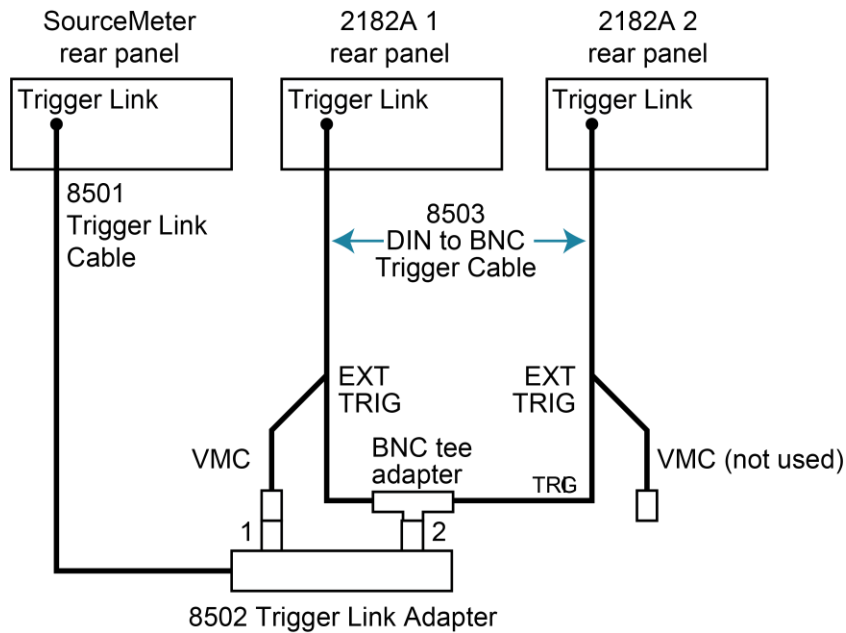 SourceMeter
rear panel
2182A 1
rear panel
2182A 2
rear panel
Trigger Link
Trigger Link
Trigger Link
8501
Trigger Link
Cable
8503
DIN to BNC
Trigger Cable
EXT
TRIG
EXT
TRIG
VMC
BNC tee
adapter
TRG
VMC (not used)
1
2
8502 Trigger Link Adapter